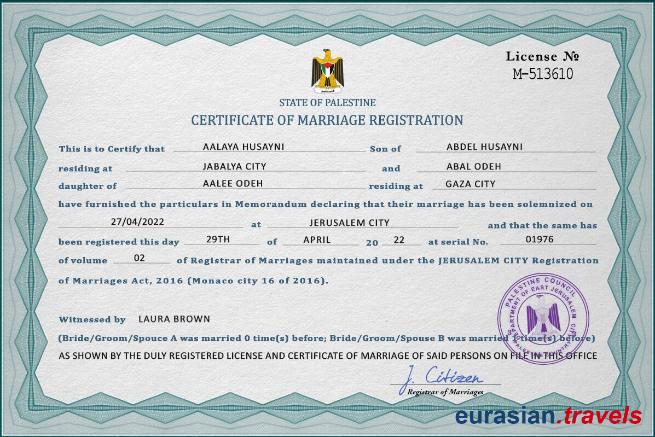 License №
M-513610
STATE OF PALESTINE
CERTIFICATE OF MARRIAGE REGISTRATION
This is to Certify that AALAYA HUSAYNI Son of ABDEL HUSAYNI
residing at JABALYA CITY and ABAL ODEH
daughter of AALEE ODEH residing at GAZA CITY
have furnished the particulars in Memorandum declaring that their marriage has been solemnized on
27/04/2022 at JERUSALEM CITY and that the same has
been registered this day 29TH of APRIL 20 22 at serial No. 01976
of volume 02 of Registrar of Marriages maintained under the JERUSALEM CITY Registration
of Marriages Act, 2016 (Monaco city 16 of 2016).
Witnessed by LAURA BROWN
(Bride/Groom/Spouce A was married 0 time(s) before; Bride/Groom/Spouse B was married 1 time(s) before)
AS SHOWN BY THE DULY REGISTERED LICENSE AND CERTIFICATE OF MARRIAGE OF SAID PERSONS ON FILE IN THIS OFFICE
PALESTINE COUNCIL
J. Citizen
Registrar of Marriages
eurasian.travels